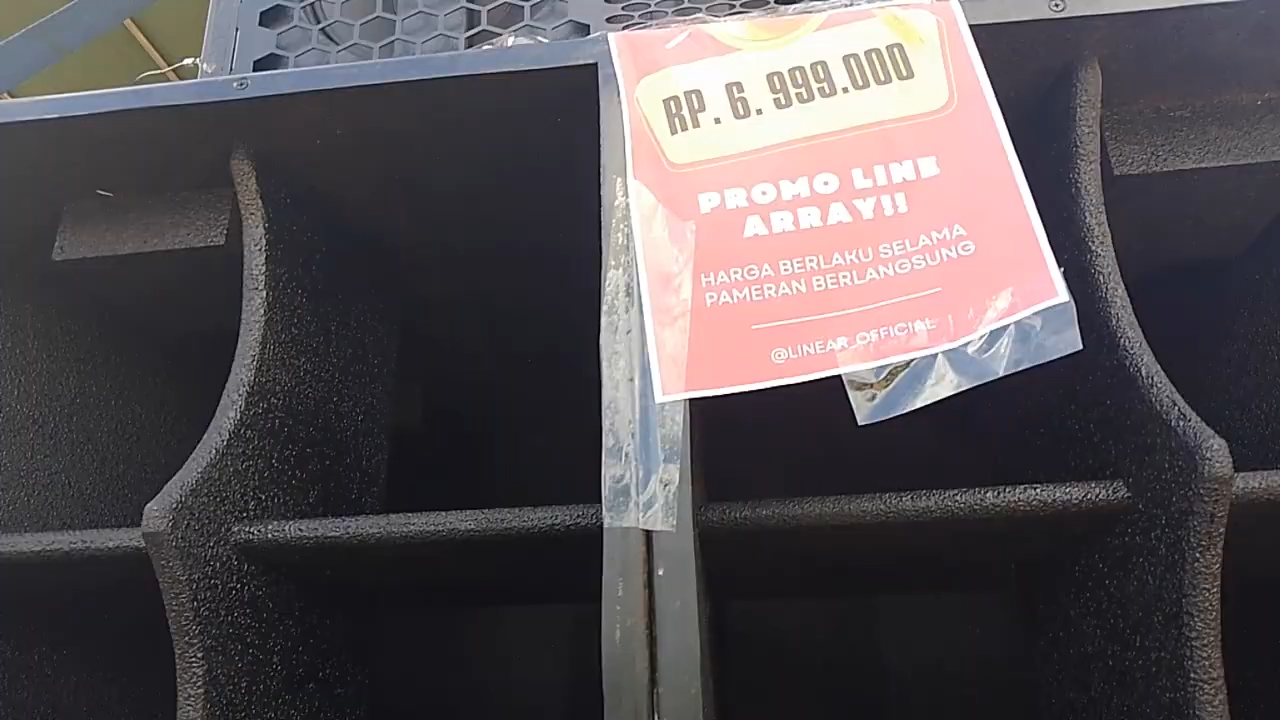 RP. 6. 999.000
PROMO LINE
ARRAY!!
HARGA BERLAKU SELAMA
PAMERAN BERLANGSUNG
@LINEAR_OFFICIAL